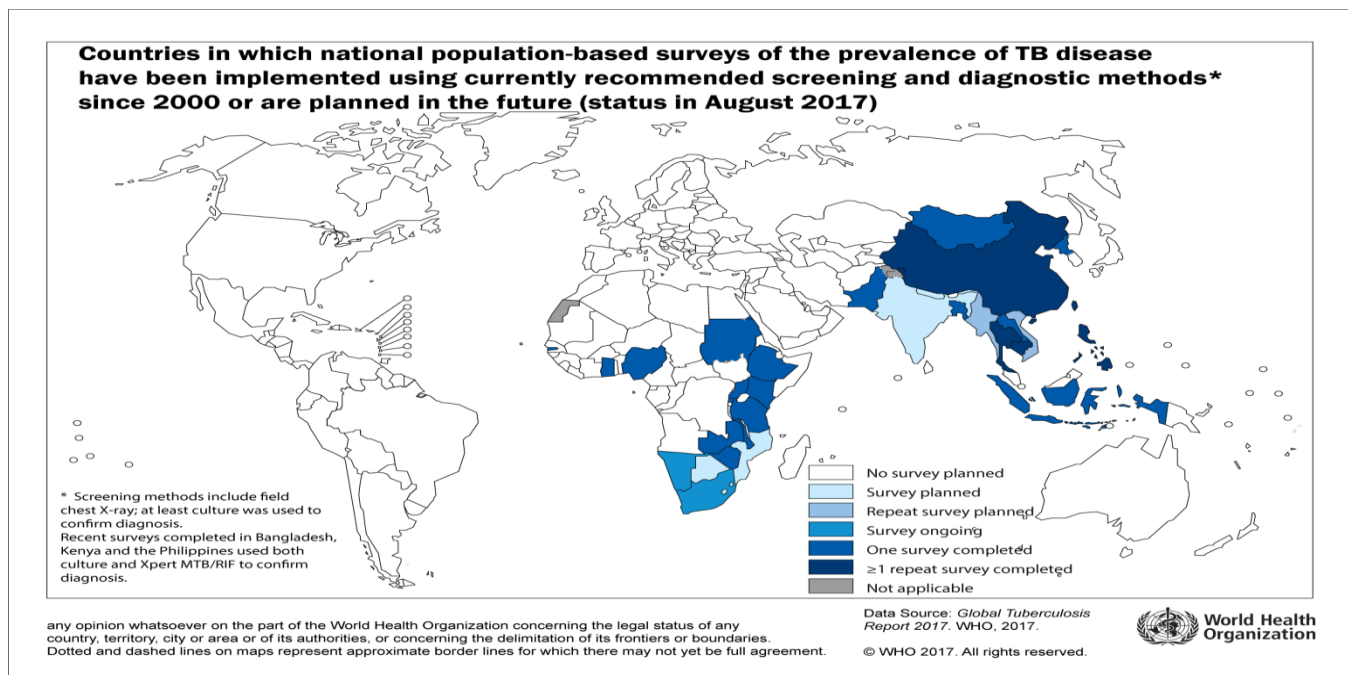 Countries in which national population-based surveys of the prevalence of TB disease
have been implemented using currently recommended screening and diagnostic methods*
since 2000 or are planned in the future (status in August 2017)
* Screening methods include field
chest X-ray; at least culture was used to
confirm diagnosis.
Recent surveys completed in Bangladesh,
Kenya and the Philippines used both
culture and Xpert MTB/RIF to confirm
diagnosis.
No survey planned
Survey planned
Repeat survey planned
Survey ongoing
One survey completed
≥1 repeat survey completed
Not applicable
any opinion whatsoever on the part of the World Health Organization concerning the legal status of any
country, territory, city or area or of its authorities, or concerning the delimitation of its frontiers or boundaries.
Dotted and dashed lines on maps represent approximate border lines for which there may not yet be full agreement.
Data Source: Global Tuberculosis
Report 2017. WHO, 2017.
© WHO 2017. All rights reserved.
World Health
Organization